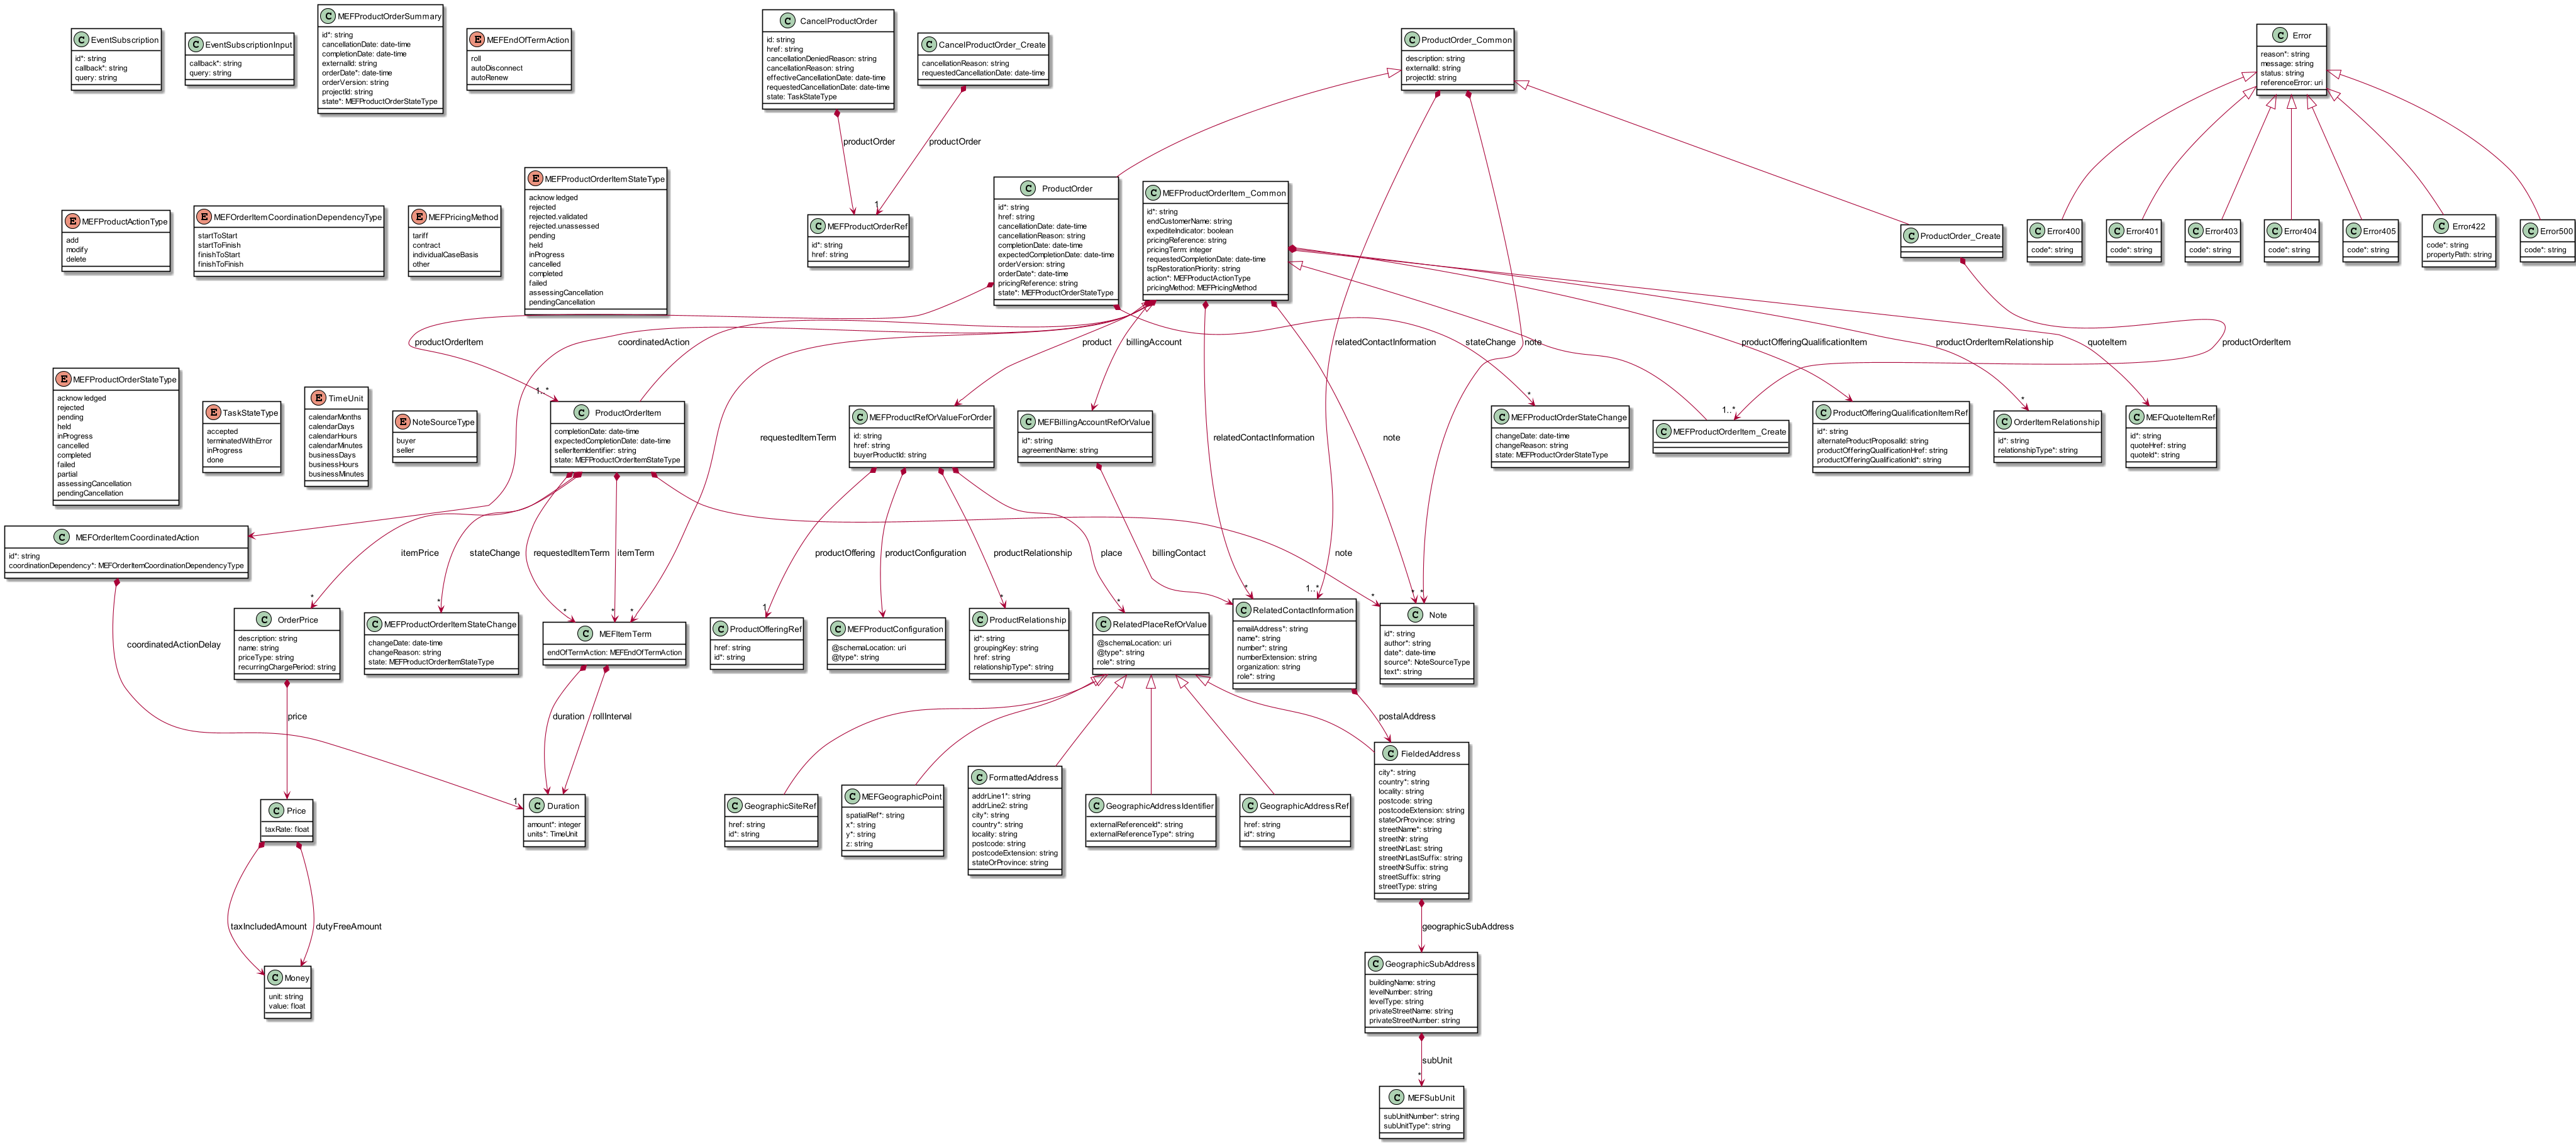 EventSubscription
id*: string
callback*: string
query: string
EventSubscriptionInput
callback*: string
query: string
MEFProductOrderSummary
id*: string
cancellationDate: date-time
completionDate: date-time
externalId: string
orderDate*: date-time
orderVersion: string
projectId: string
state*: MEFProductOrderStateType
MEFEndOfTermAction
roll
autoDisconnect
autoRenew
CancelProductOrder
id: string
href: string
cancellationDeniedReason: string
cancellationReason: string
effectiveCancellationDate: date-time
requestedCancellationDate: date-time
state: TaskStateType
CancelProductOrder_Create
cancellationReason: string
requestedCancellationDate: date-time
ProductOrder_Common
description: string
externalId: string
projectId: string
Error
reason*: string
message: string
status: string
referenceError: uri
productOrder
productOrder
1
MEFProductActionType
add
modify
delete
MEFOrderItemCoordinationDependencyType
startToStart
startToFinish
finishToStart
finishToFinish
MEFPricingMethod
tariff
contract
individualCaseBasis
other
MEFProductOrderItemStateType
acknowledged
rejected
rejected.validated
rejected.unassessed
pending
held
inProgress
cancelled
completed
failed
assessingCancellation
pendingCancellation
MEFProductOrderRef
id*: string
href: string
ProductOrder
id*: string
href: string
cancellationDate: date-time
cancellationReason: string
completionDate: date-time
expectedCompletionDate: date-time
orderVersion: string
orderDate*: date-time
pricingReference: string
state*: MEFProductOrderStateType
MEFProductOrderItem_Common
id*: string
endCustomerName: string
expediteIndicator: boolean
pricingReference: string
pricingTerm: integer
requestedCompletionDate: date-time
tspRestorationPriority: string
action*: MEFProductActionType
pricingMethod: MEFPricingMethod
ProductOrder_Create
Error400
code*: string
Error401
code*: string
Error403
code*: string
Error404
code*: string
Error405
code*: string
Error422
code*: string
propertyPath: string
Error500
code*: string
productOrderItem
1..*
coordinatedAction
requestedItemTerm
product
billingAccount
relatedContactInformation
relatedContactInformation
note
stateChange
*
note
productOfferingQualificationItem
productOrderItemRelationship
*
quoteItem
productOrderItem
1..*
MEFProductOrderStateType
acknowledged
rejected
pending
held
inProgress
cancelled
completed
failed
partial
assessingCancellation
pendingCancellation
TaskStateType
accepted
terminatedWithError
inProgress
done
TimeUnit
calendarMonths
calendarDays
calendarHours
calendarMinutes
businessDays
businessHours
businessMinutes
NoteSourceType
buyer
seller
ProductOrderItem
completionDate: date-time
expectedCompletionDate: date-time
sellerItemIdentifier: string
state: MEFProductOrderItemStateType
MEFProductRefOrValueForOrder
id: string
href: string
buyerProductId: string
MEFBillingAccountRefOrValue
id*: string
agreementName: string
MEFProductOrderStateChange
changeDate: date-time
changeReason: string
state: MEFProductOrderStateType
MEFProductOrderItem_Create
ProductOfferingQualificationItemRef
id*: string
alternateProductProposalId: string
productOfferingQualificationHref: string
productOfferingQualificationId*: string
OrderItemRelationship
id*: string
relationshipType*: string
MEFQuoteItemRef
id*: string
quoteHref: string
quoteId*: string
MEFOrderItemCoordinatedAction
id*: string
coordinationDependency*: MEFOrderItemCoordinationDependencyType
itemPrice
*
stateChange
*
requestedItemTerm
*
itemTerm
*
*
productOffering
1
productConfiguration
productRelationship
*
place
*
billingContact
*
1..*
note
*
*
*
coordinatedActionDelay
1
OrderPrice
description: string
name: string
priceType: string
recurringChargePeriod: string
MEFProductOrderItemStateChange
changeDate: date-time
changeReason: string
state: MEFProductOrderItemStateType
MEFItemTerm
endOfTermAction: MEFEndOfTermAction
ProductOfferingRef
href: string
id*: string
MEFProductConfiguration
@schemaLocation: uri
@type*: string
ProductRelationship
id*: string
groupingKey: string
href: string
relationshipType*: string
RelatedPlaceRefOrValue
@schemaLocation: uri
@type*: string
role*: string
RelatedContactInformation
emailAddress*: string
name*: string
number*: string
numberExtension: string
organization: string
role*: string
Note
id*: string
author*: string
date*: date-time
source*: NoteSourceType
text*: string
price
duration
rollInterval
postalAddress
Price
taxRate: float
Duration
amount*: integer
units*: TimeUnit
GeographicSiteRef
href: string
id*: string
MEFGeographicPoint
spatialRef*: string
x*: string
y*: string
z: string
FormattedAddress
addrLine1*: string
addrLine2: string
city*: string
country*: string
locality: string
postcode: string
postcodeExtension: string
stateOrProvince: string
GeographicAddressIdentifier
externalReferenceId*: string
externalReferenceType*: string
GeographicAddressRef
href: string
id*: string
FieldedAddress
city*: string
country*: string
locality: string
postcode: string
postcodeExtension: string
stateOrProvince: string
streetName*: string
streetNr: string
streetNrLast: string
streetNrLastSuffix: string
streetNrSuffix: string
streetSuffix: string
streetType: string
taxIncludedAmount
dutyFreeAmount
geographicSubAddress
Money
unit: string
value: float
GeographicSubAddress
buildingName: string
levelNumber: string
levelType: string
privateStreetName: string
privateStreetNumber: string
subUnit
*
MEFSubUnit
subUnitNumber*: string
subUnitType*: string